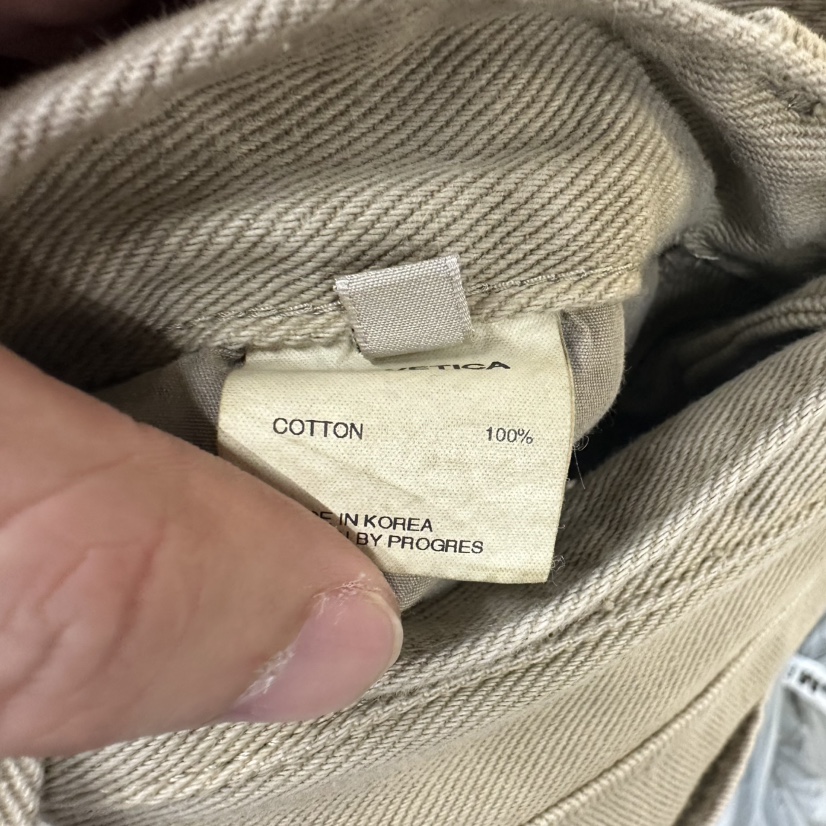 COTTON 100%
IN KOREA
BY PROGRES